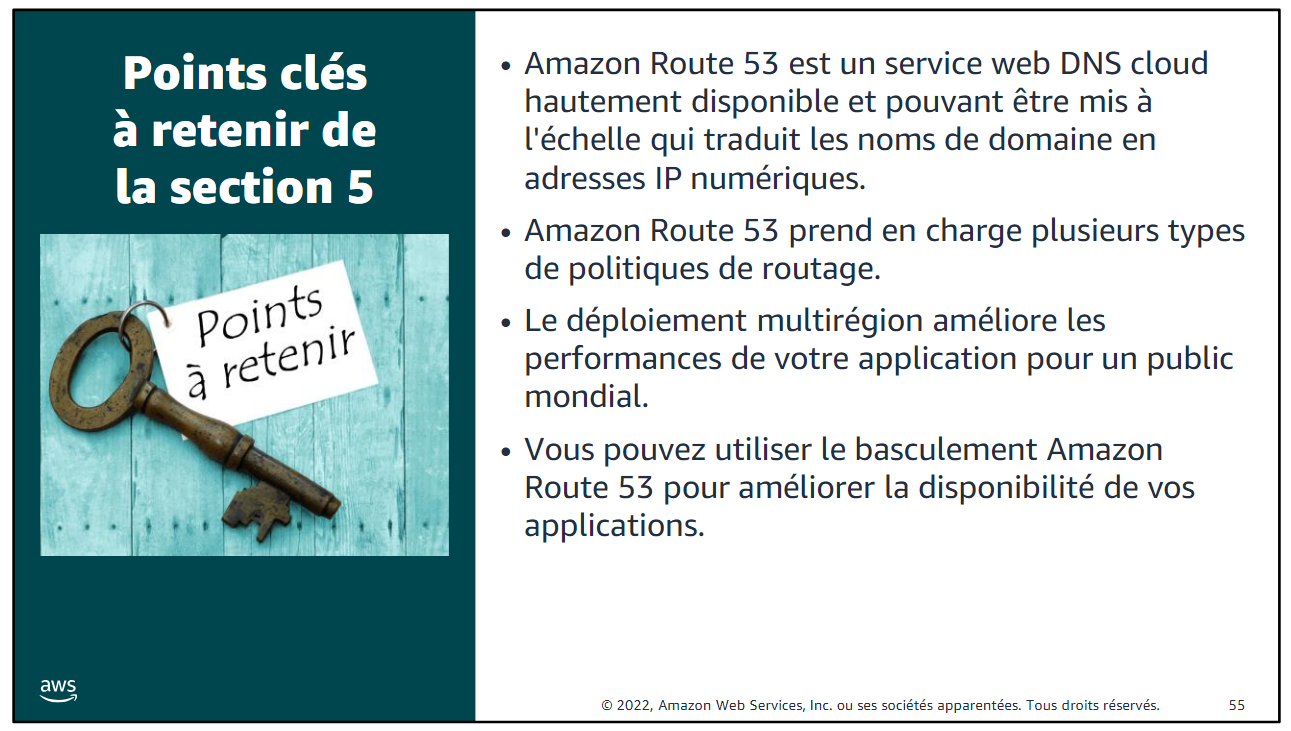 Points clés
à retenir de
la section 5
Points
à retenir
aws
• Amazon Route 53 est un service web DNS cloud
hautement disponible et pouvant être mis à
l'échelle qui traduit les noms de domaine en
adresses IP numériques.
• Amazon Route 53 prend en charge plusieurs types
de politiques de routage.
• Le déploiement multirégion améliore les
performances de votre application pour un public
mondial.
• Vous pouvez utiliser le basculement Amazon
Route 53 pour améliorer la disponibilité de vos
applications.
© 2022, Amazon Web Services, Inc. ou ses sociétés apparentées. Tous droits réservés.
55